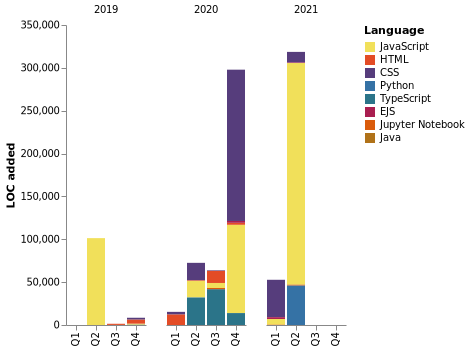 2019 2020 2021
LOC added
350,000
300,000
250,000
200,000
150,000
100,000
50,000
0
Q1 Q2 Q3 Q4 Q1 Q2 Q3 Q4 Q1 Q2 Q3 Q4
Language
JavaScript
HTML
CSS
Python
TypeScript
EJS
Jupyter Notebook
Java